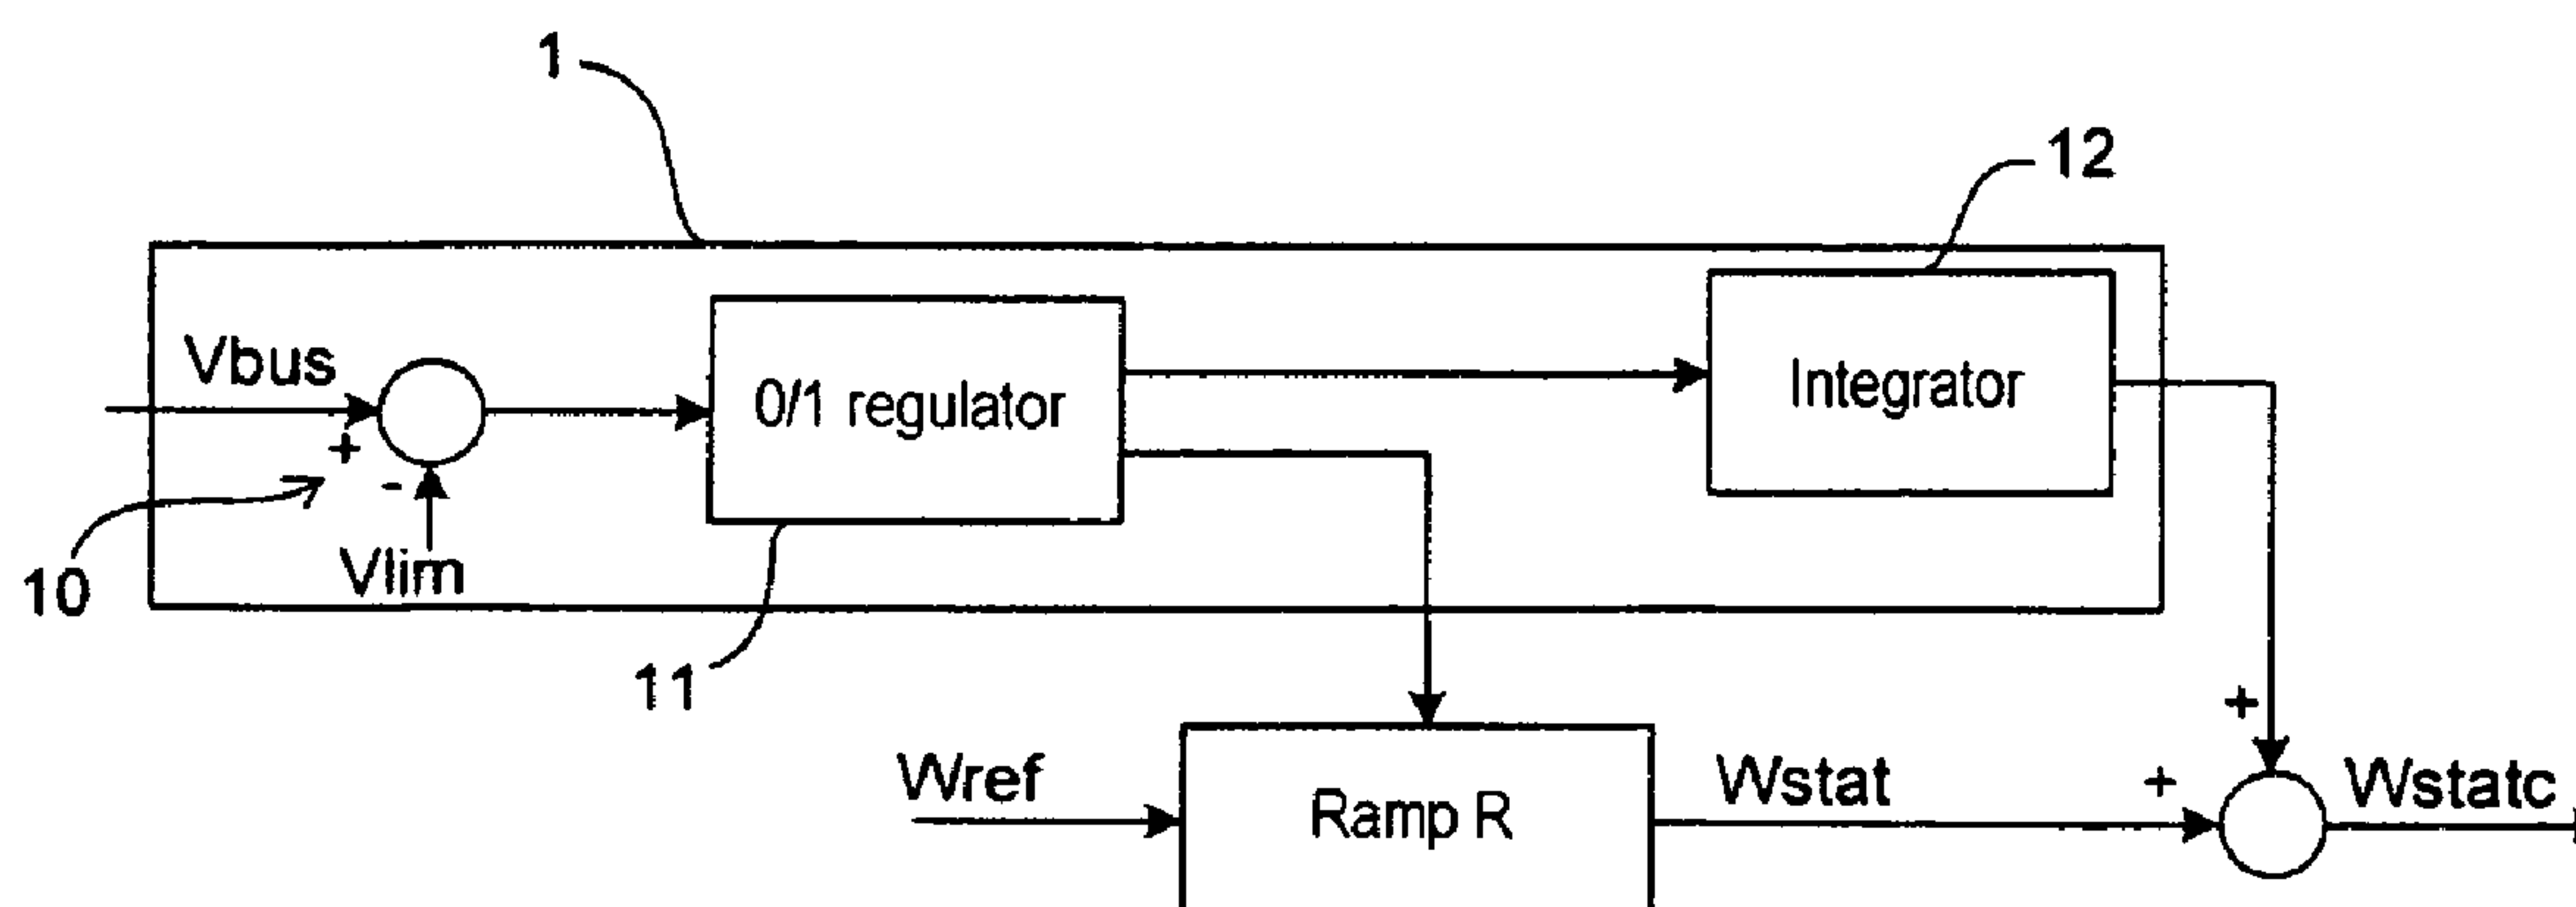 1
12
Vbus
0/1 regulator
Integrator
+
-
10
Vlim
11
+
Wref
Ramp R
Wstat
+
Wstatc